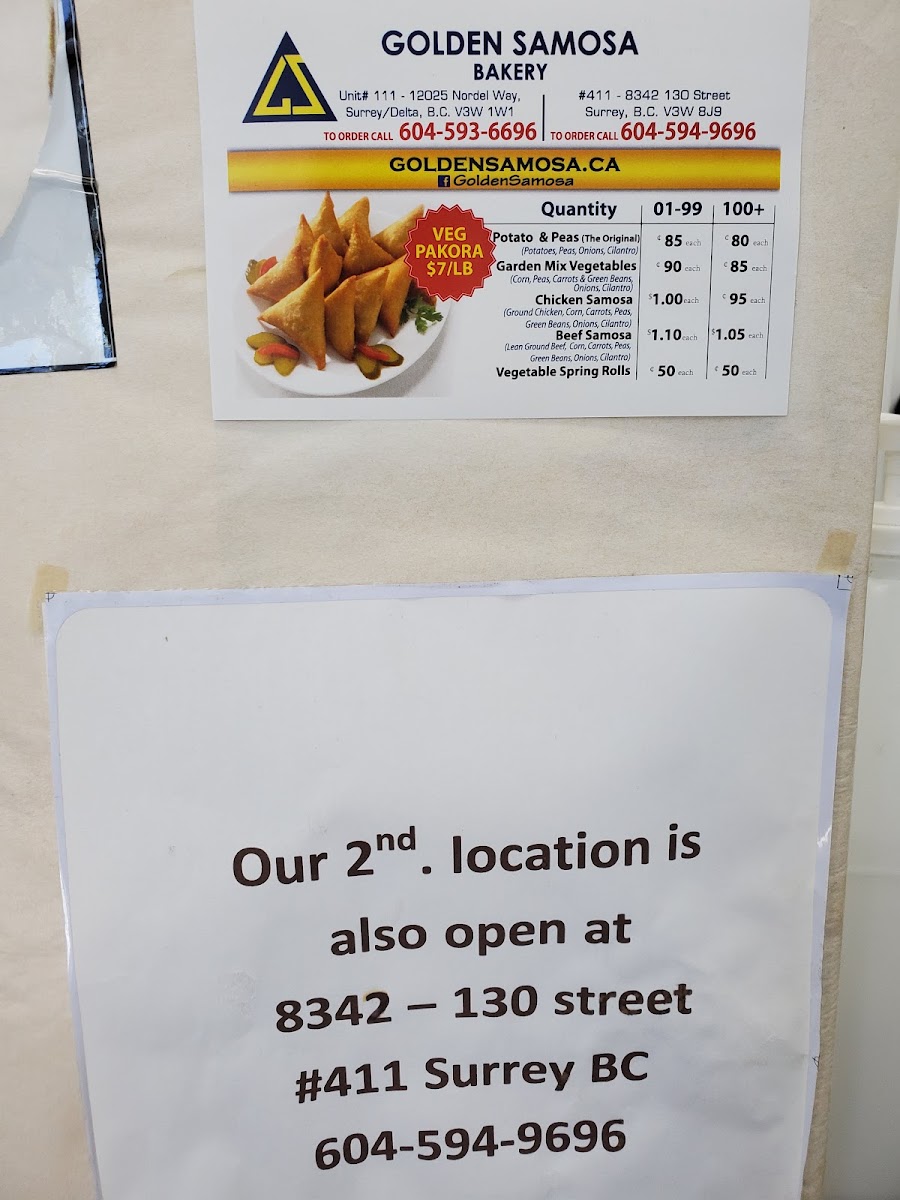 GS
GOLDEN SAMOSA
BAKERY
Unit# 111 - 12025 Nordel Way,
Surrey/Delta, B.C. V3W 1W1
TO ORDER CALL 604-593-6696
#411 - 8342 130 Street
Surrey, B.C. V3W 8J9
TO ORDER CALL 604-594-9696
GOLDENSAMOSA.CA
f GoldenSamosa
VEG
PAKORA
$7/LB
Quantity 01-99 100+
Potato & Peas (The Original) ¢ 85 each ¢ 80 each
(Potatoes, Peas, Onions, Cilantro)
Garden Mix Vegetables ¢ 90 each ¢ 85 each
(Corn, Peas, Carrots & Green Beans,
Onions, Cilantro)
Chicken Samosa $1.00 each ¢ 95 each
(Ground Chicken, Corn, Carrots, Peas,
Green Beans, Onions, Cilantro)
Beef Samosa $1.10 each $1.05 each
(Lean Ground Beef, Corn, Carrots, Peas,
Green Beans, Onions, Cilantro)
Vegetable Spring Rolls ¢ 50 each ¢ 50 each
Our 2nd. location is
also open at
8342 – 130 street
#411 Surrey BC
604-594-9696